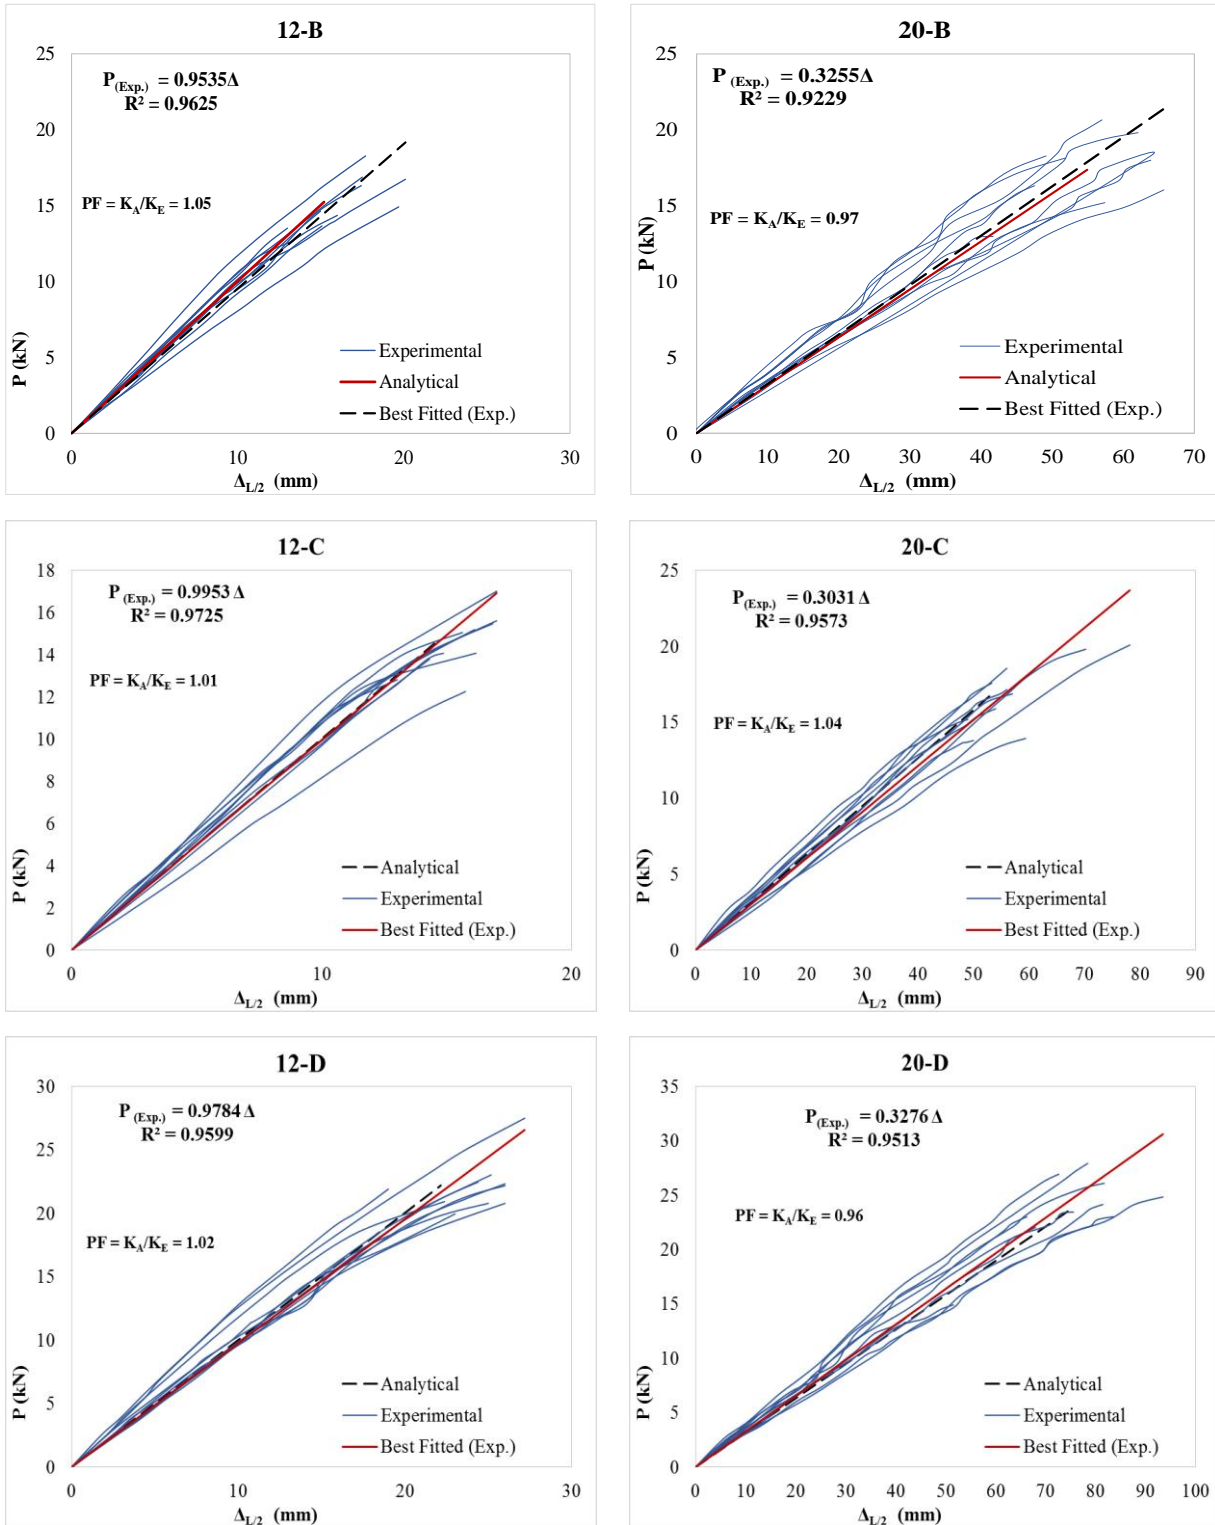 12-B
25
20
15
10
5
0
P (kN)
P(Exp.) = 0.9535Δ
R² = 0.9625
PF = KA/KE = 1.05
Experimental
Analytical
Best Fitted (Exp.)
0 10 20 30
ΔL/2 (mm)
20-B
25
20
15
10
5
0
P (kN)
P (Exp.) = 0.3255Δ
R² = 0.9229
PF = KA/KE = 0.97
Experimental
Analytical
Best Fitted (Exp.)
0 10 20 30 40 50 60 70
ΔL/2 (mm)
12-C
18
16
14
12
10
8
6
4
2
0
P (kN)
P (Exp.) = 0.9953 Δ
R² = 0.9725
PF = KA/KE = 1.01
Analytical
Experimental
Best Fitted (Exp.)
0 10 20
ΔL/2 (mm)
20-C
25
20
15
10
5
0
P (kN)
P(Exp.) = 0.3031 Δ
R² = 0.9573
PF = KA/KE = 1.04
Analytical
Experimental
Best Fitted (Exp.)
0 10 20 30 40 50 60 70 80 90
ΔL/2 (mm)
12-D
30
25
20
15
10
5
0
P (kN)
P (Exp.) = 0.9784 Δ
R² = 0.9599
PF = KA/KE = 1.02
Analytical
Experimental
Best Fitted (Exp.)
0 10 20 30
ΔL/2 (mm)
20-D
35
30
25
20
15
10
5
0
P (kN)
P(Exp.) = 0.3276 Δ
R² = 0.9513
PF = KA/KE = 0.96
Analytical
Experimental
Best Fitted (Exp.)
0 10 20 30 40 50 60 70 80 90 100
ΔL/2 (mm)